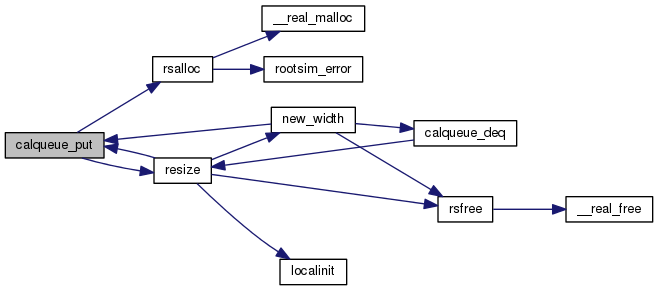 __real_malloc
rsalloc
rootsim_error
new_width
calqueue_deq
calqueue_put
resize
rsfree
__real_free
localinit